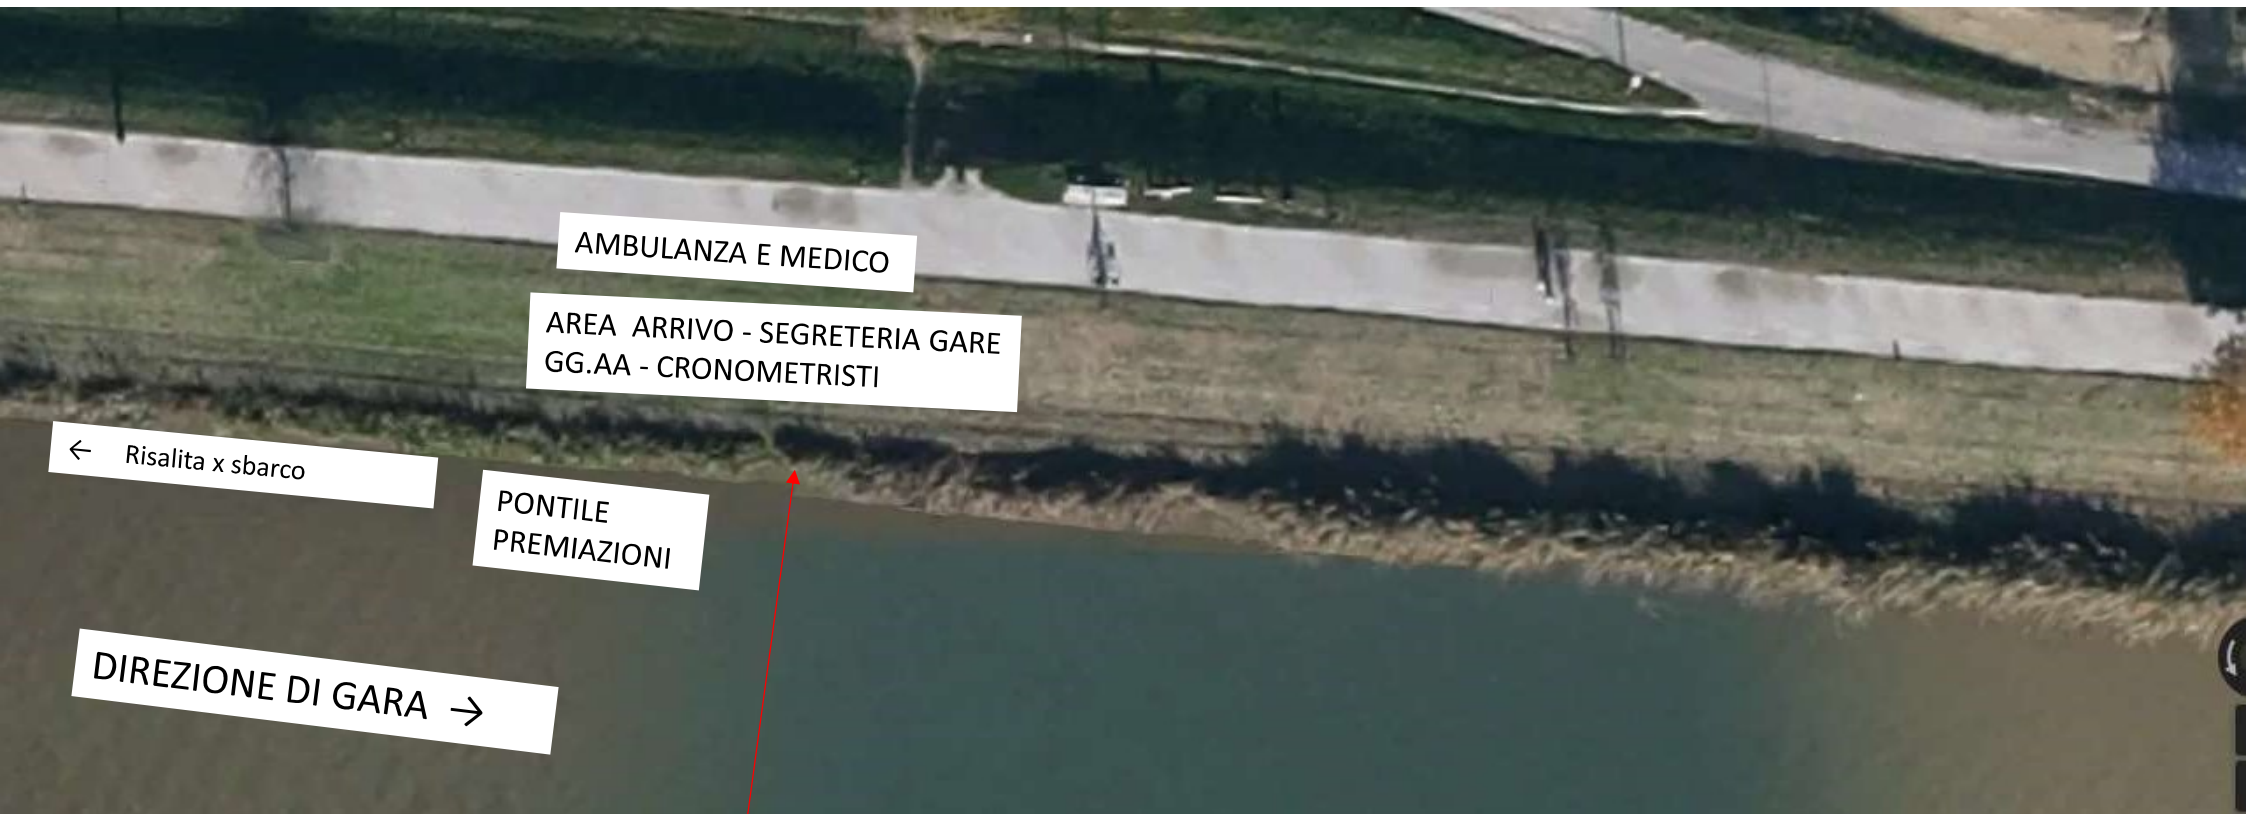 AMBULANZA E MEDICO
AREA  ARRIVO - SEGRETERIA GARE
GG.AA - CRONOMETRISTI
← Risalita x sbarco
PONTILE
PREMIAZIONI
DIREZIONE DI GARA →